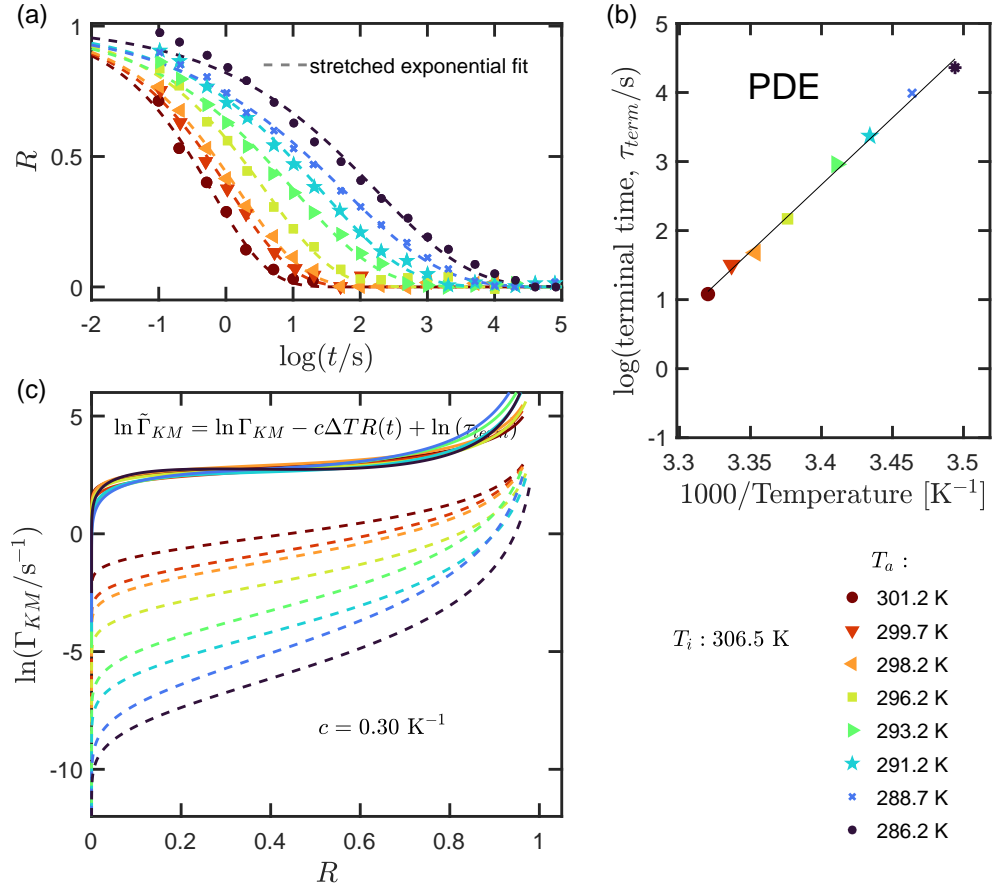 (a)
1
0.5
0
R
stretched exponential fit
-2 -1 0 1 2 3 4 5
log(t/s)
(b)
5
4
3
2
1
0
-1
log(terminal time, τ_term/s)
PDE
3.3 3.35 3.4 3.45 3.5
1000/Temperature [K⁻¹]
(c)
5
0
-5
-10
ln(Γ_KM/s⁻¹)
ln Γ̃_KM = ln Γ_KM − cΔTR(t) + ln (τ_term)
c = 0.30 K⁻¹
0 0.2 0.4 0.6 0.8 1
R
T_i : 306.5 K
T_a :
301.2 K
299.7 K
298.2 K
296.2 K
293.2 K
291.2 K
288.7 K
286.2 K